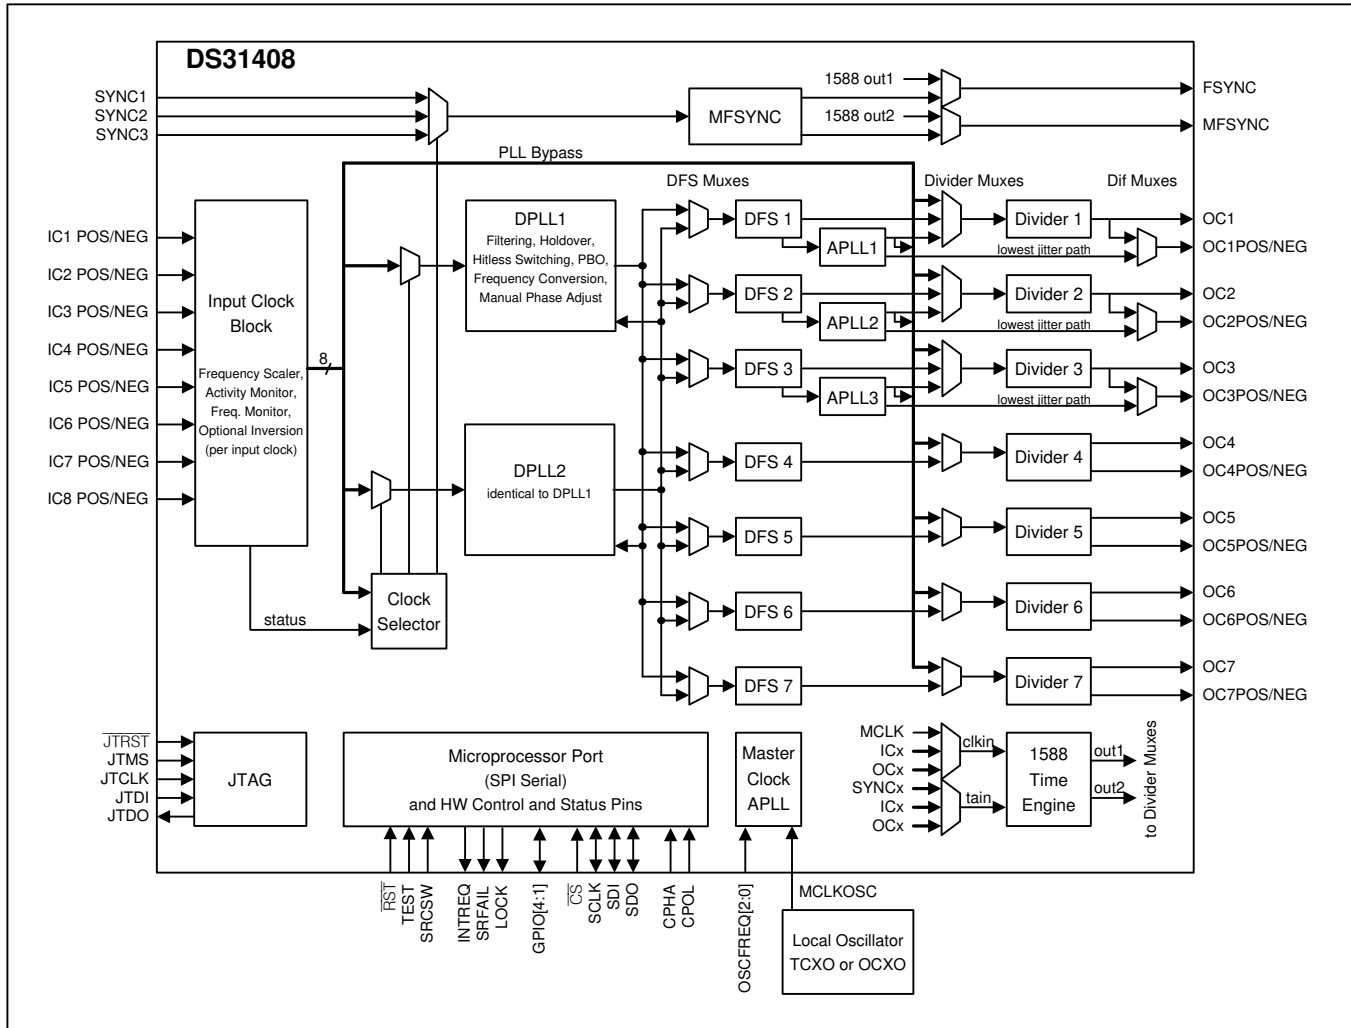 DS31408
SYNC1
SYNC2
SYNC3
MFSYNC
1588 out1
1588 out2
FSYNC
MFSYNC
PLL Bypass
DFS Muxes
Divider Muxes
Dif Muxes
IC1 POS/NEG
IC2 POS/NEG
IC3 POS/NEG
IC4 POS/NEG
IC5 POS/NEG
IC6 POS/NEG
IC7 POS/NEG
IC8 POS/NEG
Input Clock
Block
Frequency Scaler,
Activity Monitor,
Freq. Monitor,
Optional Inversion
(per input clock)
8
status
DPLL1
Filtering, Holdover,
Hitless Switching, PBO,
Frequency Conversion,
Manual Phase Adjust
DPLL2
identical to DPLL1
Clock
Selector
DFS 1
APLL1
Divider 1
lowest jitter path
OC1
OC1POS/NEG
DFS 2
APLL2
Divider 2
lowest jitter path
OC2
OC2POS/NEG
DFS 3
APLL3
Divider 3
lowest jitter path
OC3
OC3POS/NEG
DFS 4
Divider 4
OC4
OC4POS/NEG
DFS 5
Divider 5
OC5
OC5POS/NEG
DFS 6
Divider 6
OC6
OC6POS/NEG
DFS 7
Divider 7
OC7
OC7POS/NEG
JTRST
JTMS
JTCLK
JTDI
JTDO
JTAG
Microprocessor Port
(SPI Serial)
and HW Control and Status Pins
Master
Clock
APLL
MCLK
ICx
OCx
SYNCx
ICx
OCx
clkin
tain
1588
Time
Engine
out1
out2
to Divider Muxes
RST
TEST
SRCSW
INTREQ
SRFAIL
LOCK
GPIO[4:1]
CS
SCLK
SDI
SDO
CPHA
CPOL
OSCFREQ[2:0]
MCLKOSC
Local Oscillator
TCXO or OCXO